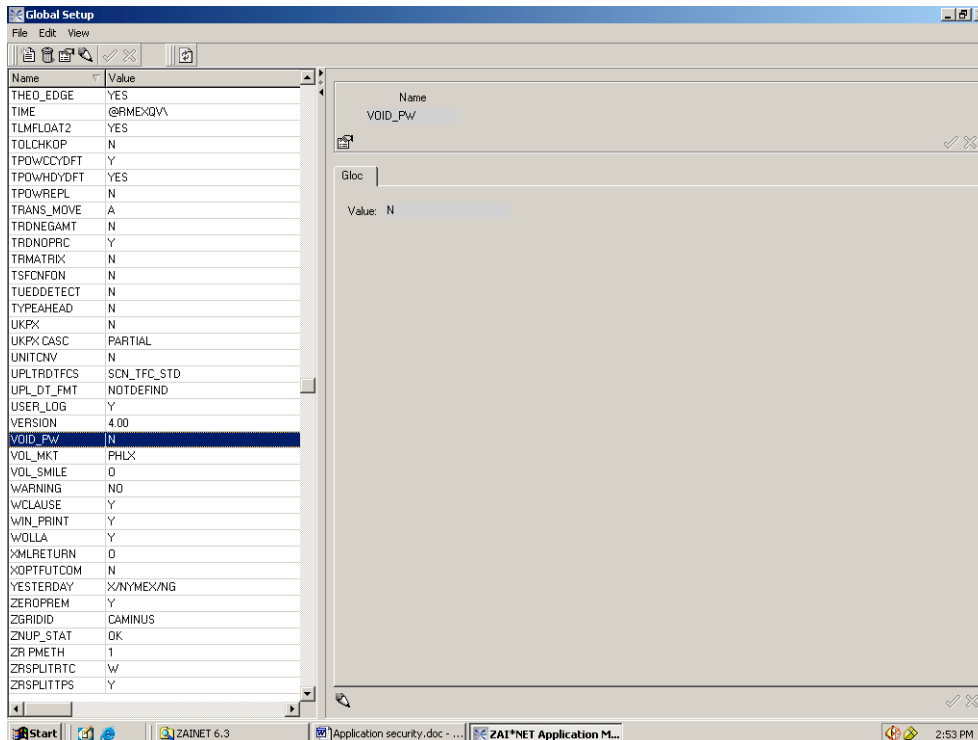 Global Setup
File Edit View
Name Value
THEO_EDGE YES
TIME @RMEXQV\
TLMFLOAT2 YES
TOLCHKOP N
TPOWCCYDFT Y
TPOWHDYDFT YES
TPOWREPL N
TRANS_MOVE A
TRDNEGAMT N
TRDNOPRC Y
TRMATRIX N
TSFCNFON N
TUEDDETECT N
TYPEAHEAD N
UKPX N
UKPX CASC PARTIAL
UNITCNV N
UPLTRDTFCS SCN_TFC_STD
UPL_DT_FMT NOTDEFIND
USER_LOG Y
VERSION 4.00
VOID_PW N
VOL_MKT PHLX
VOL_SMILE 0
WARNING NO
WCLAUSE Y
WIN_PRINT Y
WOLLA Y
XMLRETURN 0
XOPTFUTCOM N
YESTERDAY X/NYMEX/NG
ZEROPREM Y
ZGRIDID CAMINUS
ZNUP_STAT OK
ZR PMETH 1
ZRSPLITRTC W
ZRSPLITTPS Y
Name
VOID_PW
Gloc
Value: N
Start ZAINET 6.3 Application security.doc - ... ZAI*NET Application M... 2:53 PM